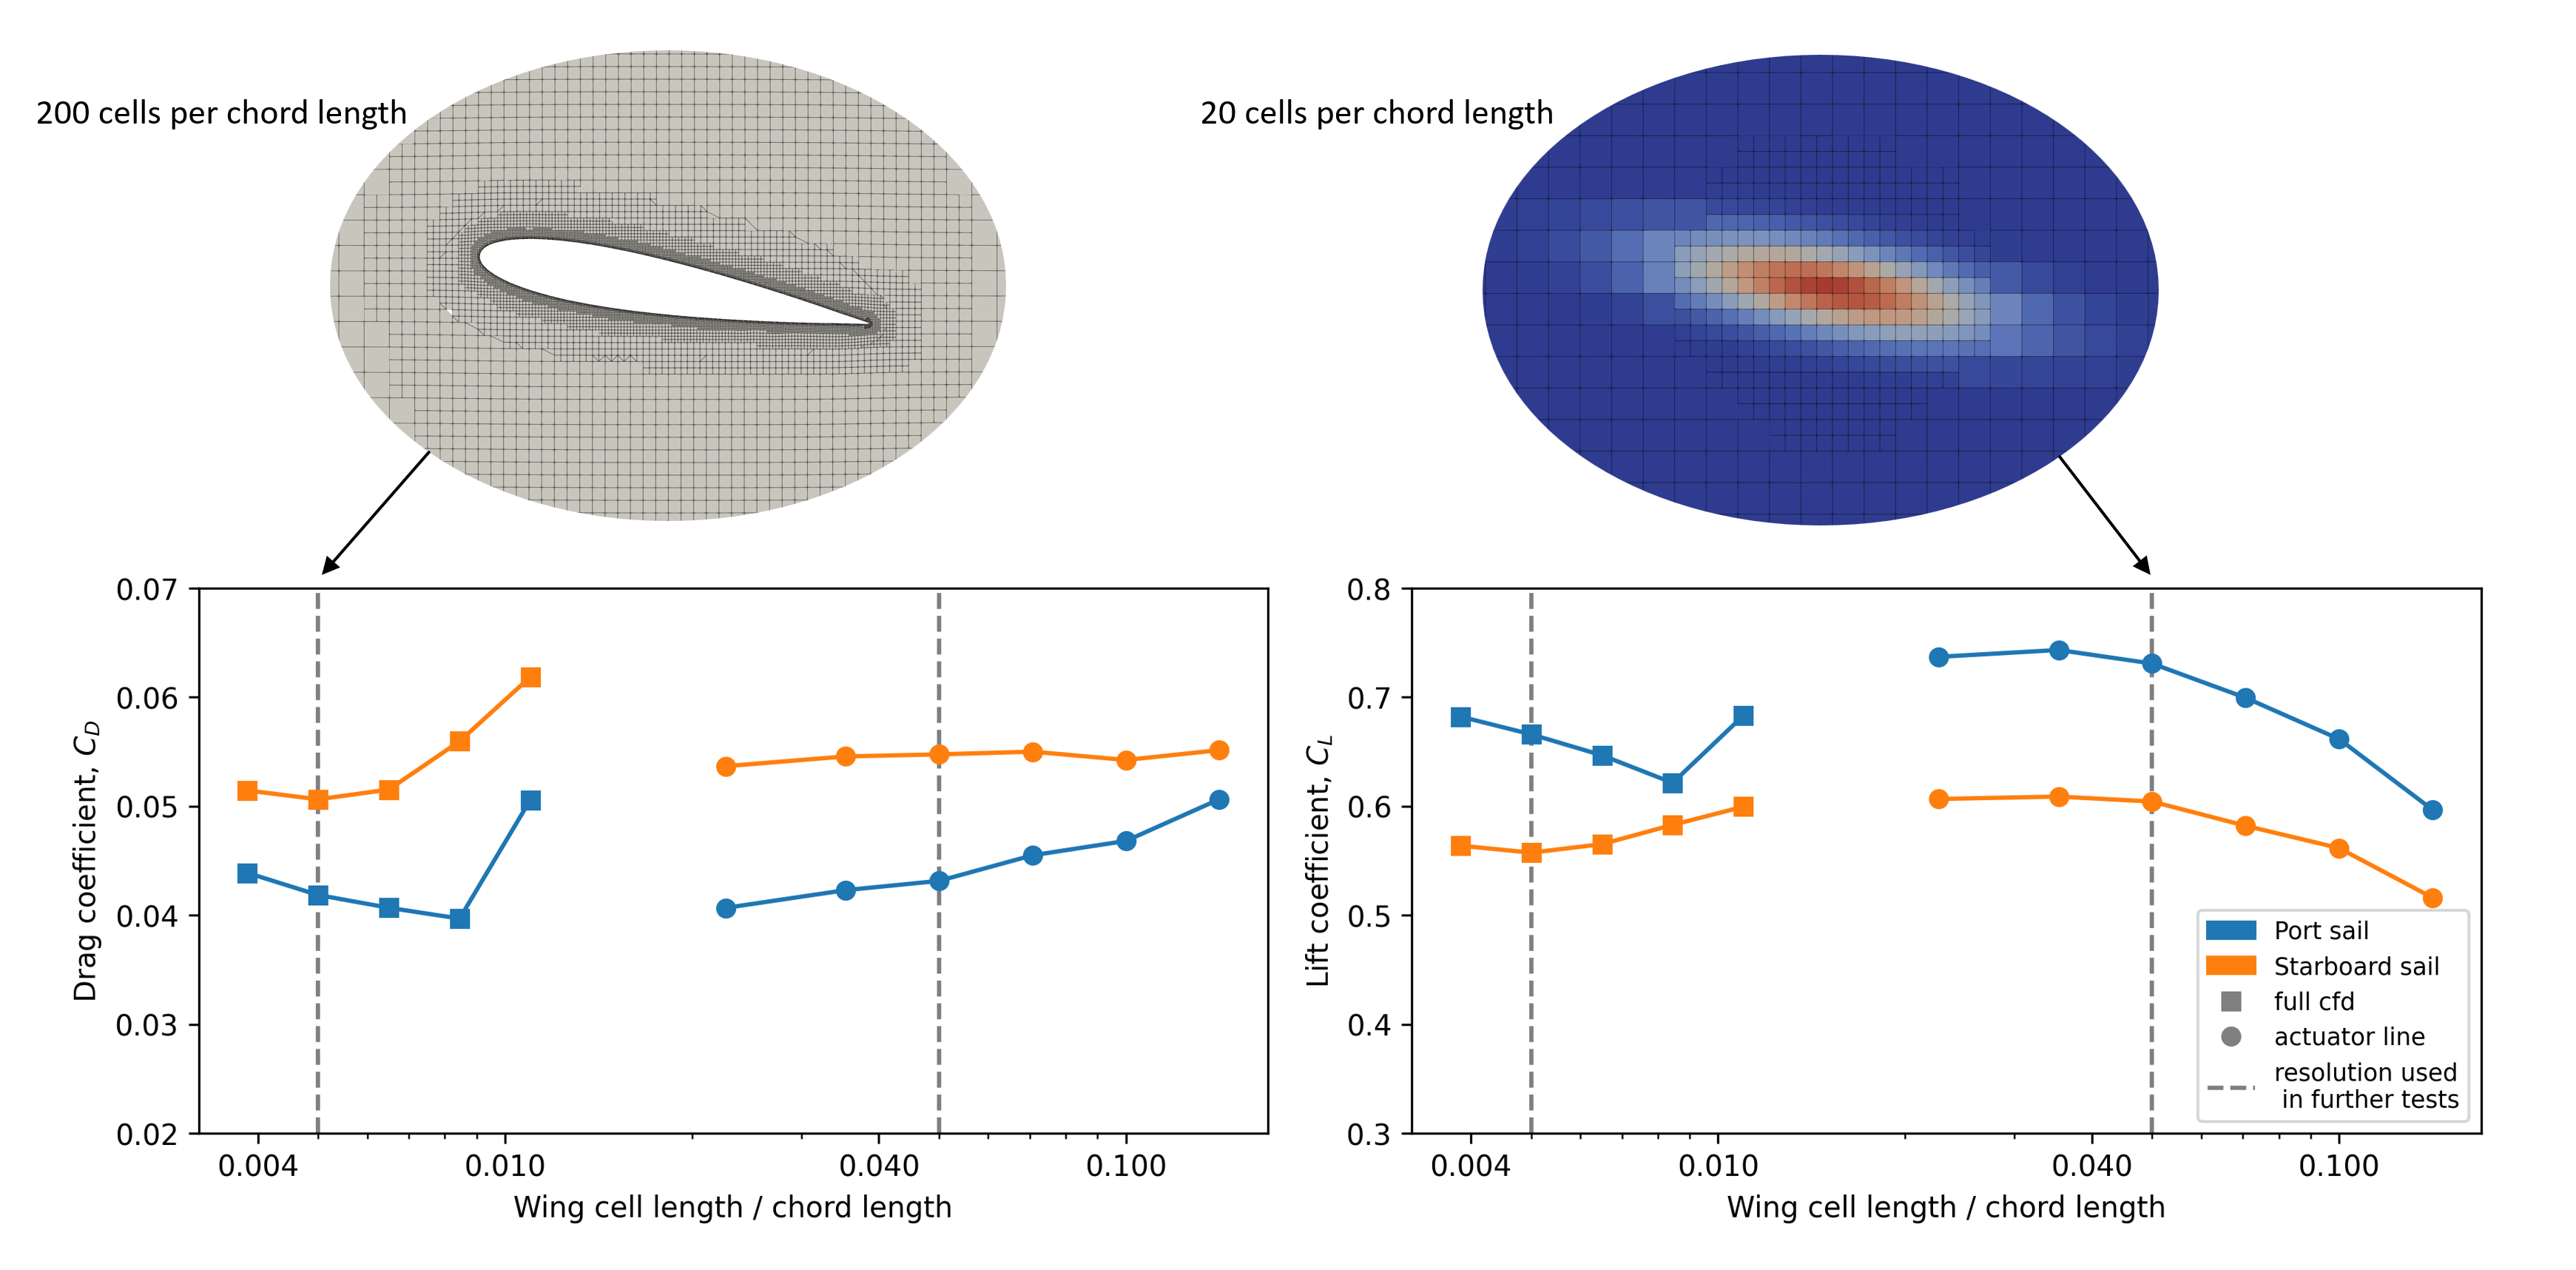 200 cells per chord length
20 cells per chord length
0.07
0.06
0.05
0.04
0.03
0.02
Drag coefficient, C_D
0.004 0.010 0.040 0.100
Wing cell length / chord length
0.8
0.7
0.6
0.5
0.4
0.3
Lift coefficient, C_L
0.004 0.010 0.040 0.100
Wing cell length / chord length
Port sail
Starboard sail
full cfd
actuator line
resolution used
in further tests